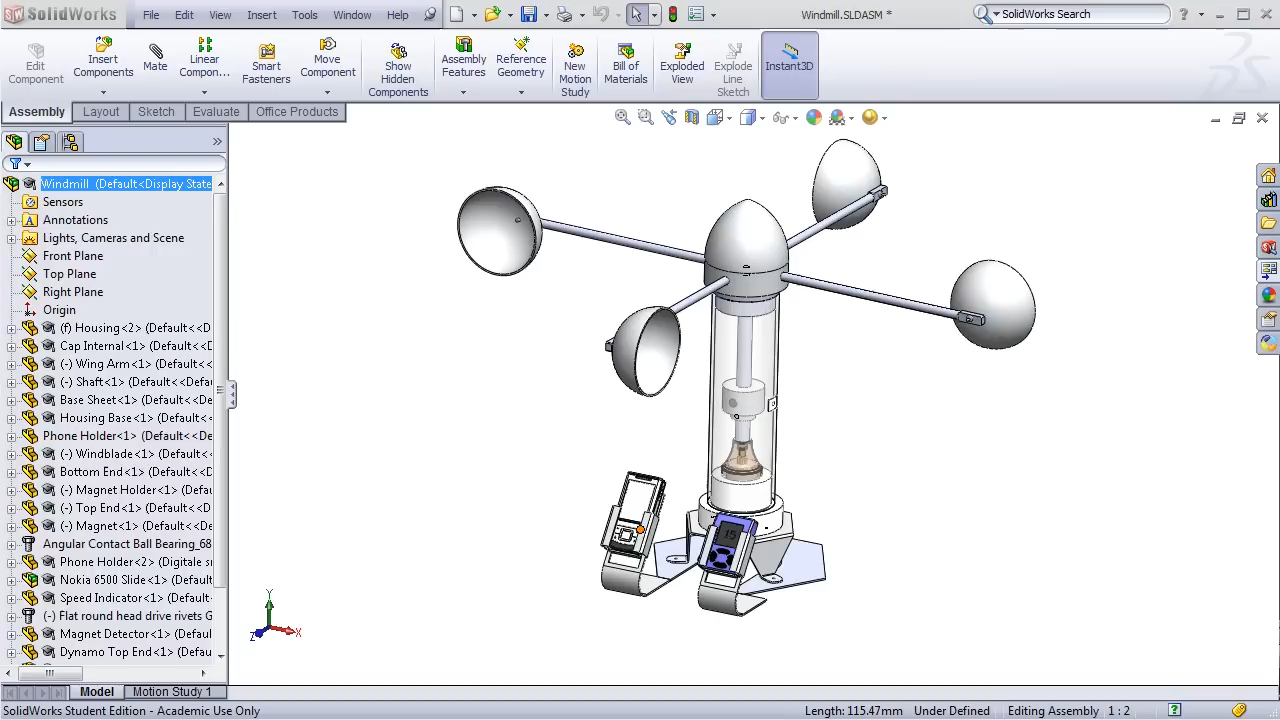 SolidWorks File Edit View Insert Tools Window Help Windmill.SLDASM * SolidWorks Search
Edit Component
Insert Components
Mate
Linear Compon...
Smart Fasteners
Move Component
Show Hidden Components
Assembly Features
Reference Geometry
New Motion Study
Bill of Materials
Exploded View
Explode Line Sketch
Instant3D
Assembly Layout Sketch Evaluate Office Products
Windmill (Default<Display State
Sensors
Annotations
Lights, Cameras and Scene
Front Plane
Top Plane
Right Plane
Origin
(f) Housing<2> (Default<<D
Cap Internal<1> (Default<<D
(-) Wing Arm<1> (Default<<
(-) Shaft<1> (Default<<Defa
Base Sheet<1> (Default<<D
Housing Base<1> (Default<
Phone Holder<1> (Default<<De
(-) Windblade<1> (Default<
Bottom End<1> (Default<<D
(-) Magnet Holder<1> (Defau
(-) Top End<1> (Default<<D
(-) Magnet<1> (Default<<D
Angular Contact Ball Bearing_68
Phone Holder<2> (Digitale s
Nokia 6500 Slide<1> (Defaul
Speed Indicator<1> (Default
(-) Flat round head drive rivets G
Magnet Detector<1> (Defau
Dynamo Top End<1> (Defau
15
Y
X
Z
Model Motion Study 1
SolidWorks Student Edition - Academic Use Only Length: 115.47mm Under Defined Editing Assembly 1 : 2